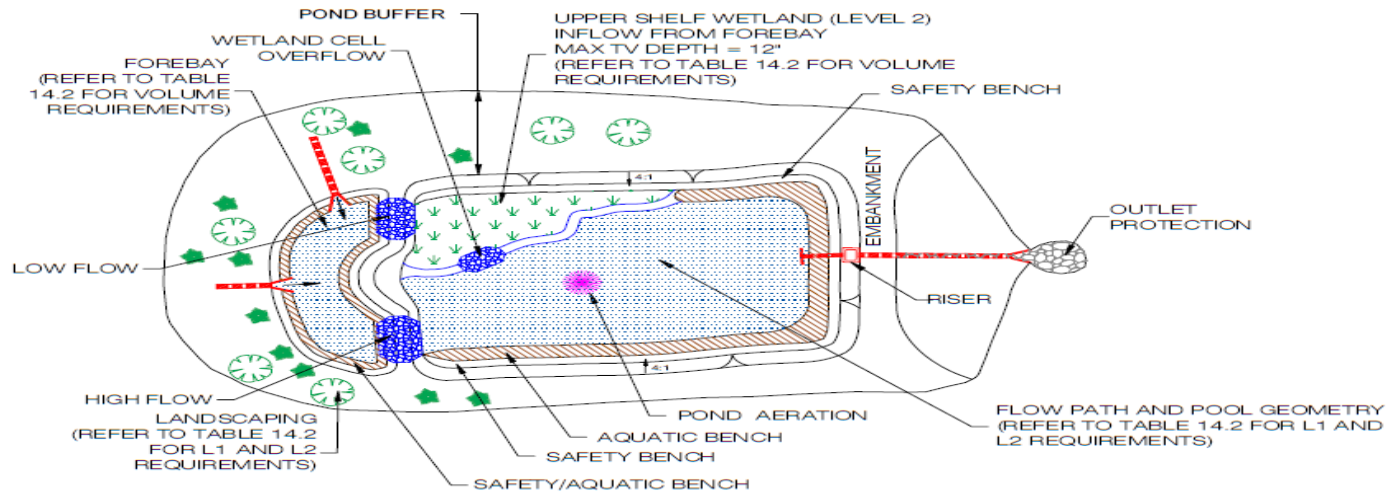 POND BUFFER
WETLAND CELL
OVERFLOW
UPPER SHELF WETLAND (LEVEL 2)
INFLOW FROM FOREBAY
MAX TV DEPTH = 12"
(REFER TO TABLE 14.2 FOR VOLUME
REQUIREMENTS)
FOREBAY
(REFER TO TABLE
14.2 FOR VOLUME
REQUIREMENTS)
SAFETY BENCH
4:1
EMBANKMENT
OUTLET
PROTECTION
LOW FLOW
RISER
4:1
HIGH FLOW
LANDSCAPING
(REFER TO TABLE 14.2
FOR L1 AND L2
REQUIREMENTS)
POND AERATION
AQUATIC BENCH
SAFETY BENCH
SAFETY/AQUATIC BENCH
FLOW PATH AND POOL GEOMETRY
(REFER TO TABLE 14.2 FOR L1 AND
L2 REQUIREMENTS)